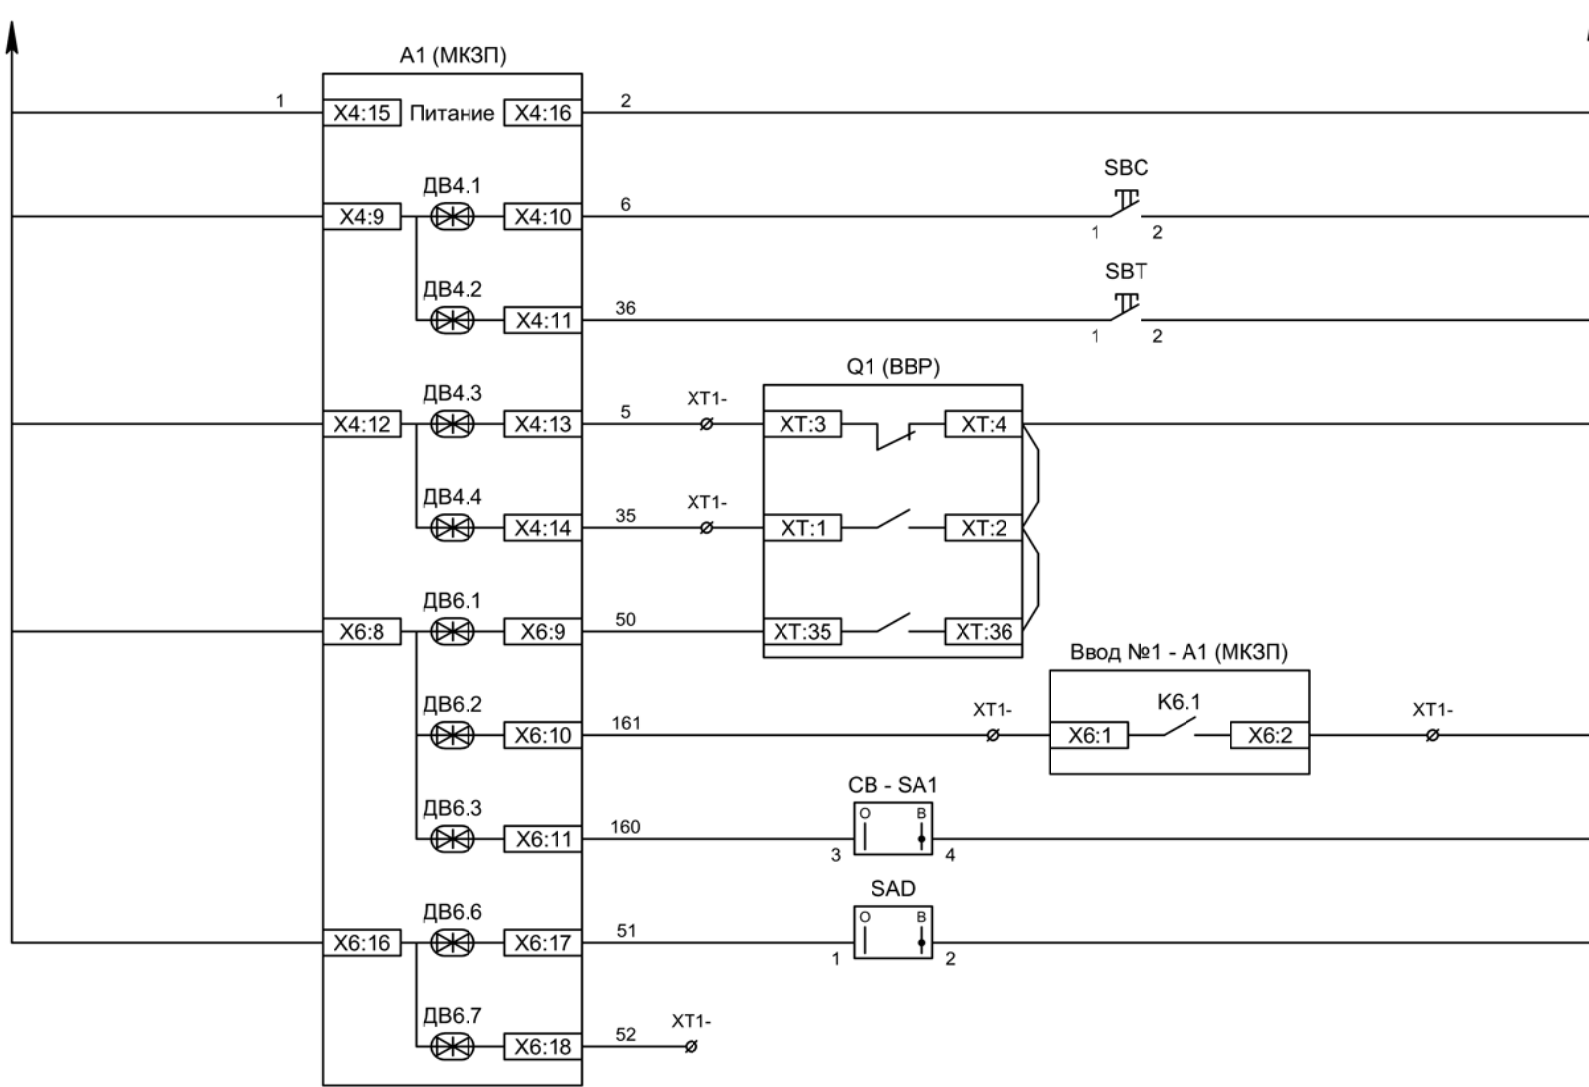 A1 (МКЗП)
1 X4:15 Питание X4:16 2
SBC
ДВ4.1
X4:9 X4:10 6
1 2
SBT
ДВ4.2
X4:11 36
1 2
Q1 (ВВР)
ДВ4.3
X4:12 X4:13 5 XT1- XT:3 XT:4
ДВ4.4
X4:14 35 XT1- XT:1 XT:2
ДВ6.1
X6:8 X6:9 50 XT:35 XT:36
Ввод №1 - А1 (МКЗП)
ДВ6.2 K6.1
X6:10 161 XT1- X6:1 X6:2 XT1-
СВ - SA1
ДВ6.3 О В
X6:11 160 3 4
SAD
ДВ6.6 О В
X6:16 X6:17 51 1 2
ДВ6.7
X6:18 52 XT1-